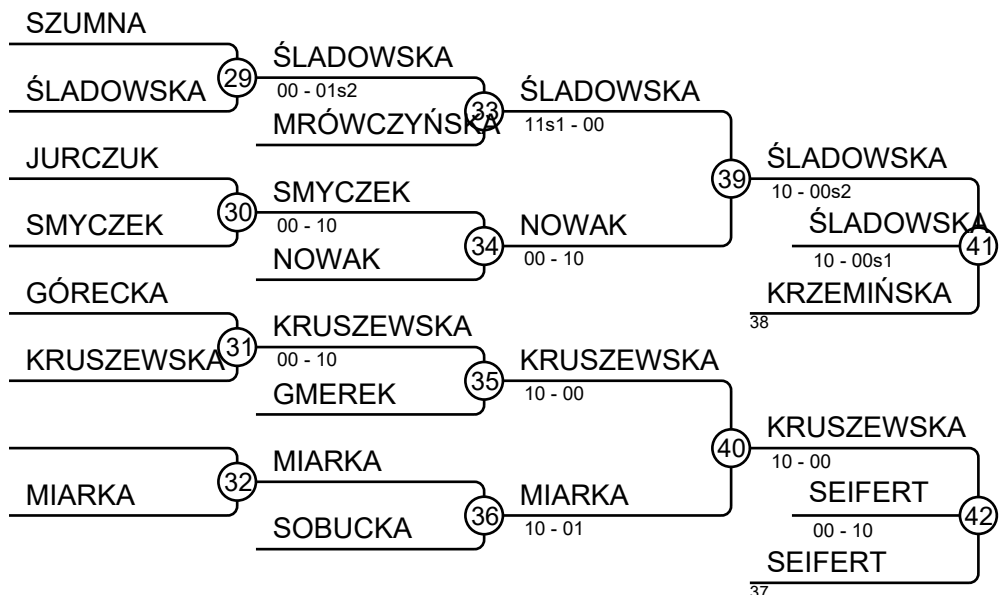 SZUMNA
ŚLADOWSKA
29
ŚLADOWSKA
00 - 01s2
MRÓWCZYŃSKA
33
ŚLADOWSKA
11s1 - 00
JURCZUK
SMYCZEK
30
SMYCZEK
00 - 10
NOWAK
34
NOWAK
00 - 10
39
ŚLADOWSKA
10 - 00s2
ŚLADOWSKA
10 - 00s1
41
KRZEMIŃSKA
38
GÓRECKA
KRUSZEWSKA
31
KRUSZEWSKA
00 - 10
GMEREK
35
KRUSZEWSKA
10 - 00
MIARKA
32
MIARKA
SOBUCKA
36
MIARKA
10 - 01
40
KRUSZEWSKA
10 - 00
SEIFERT
00 - 10
42
SEIFERT
37